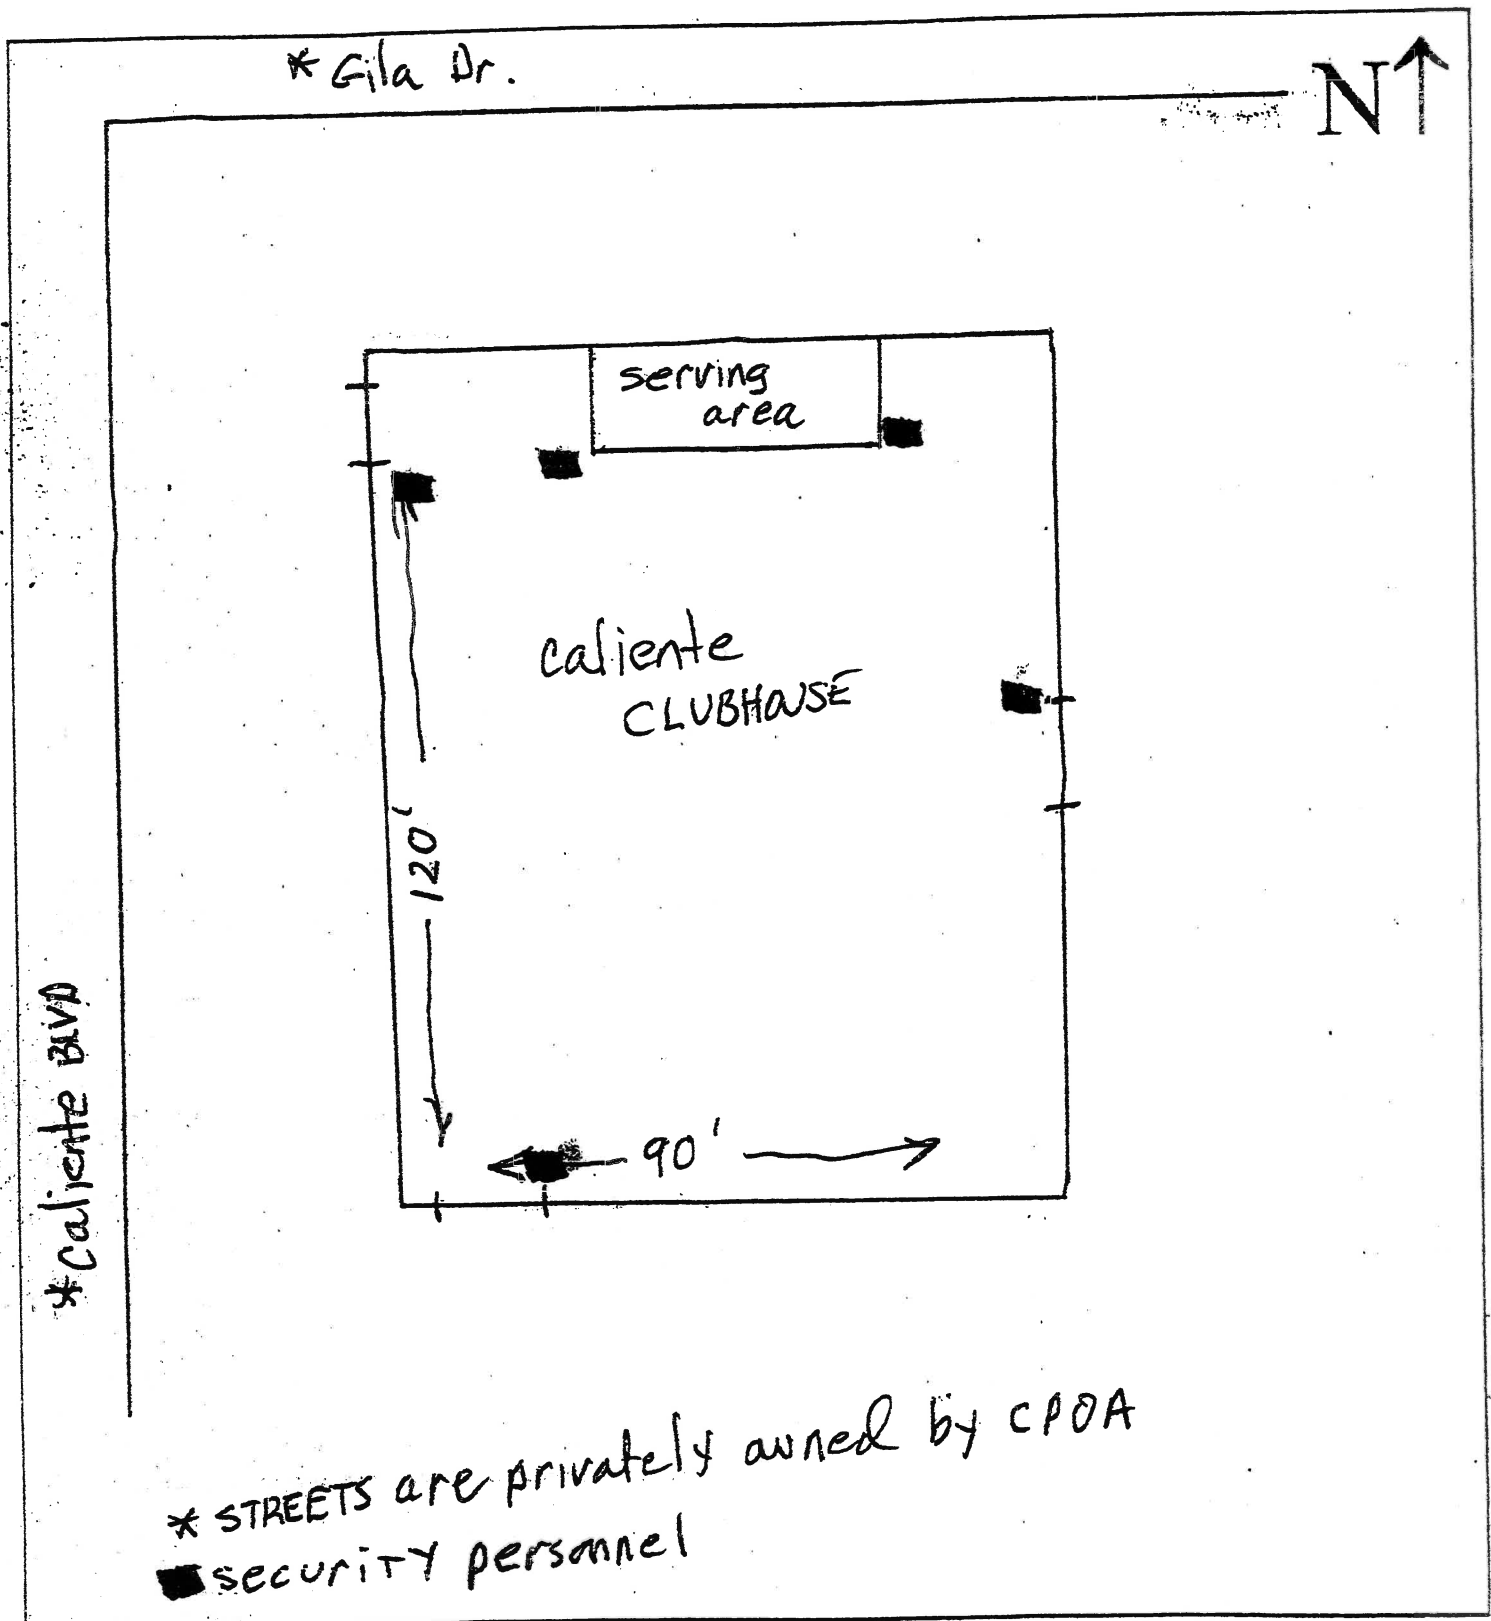 * Gila Dr.
N
serving
area
caliente
CLUBHOUSE
120'
90'
*Caliente BLVD
* STREETS are privately owned by CPOA
security personnel